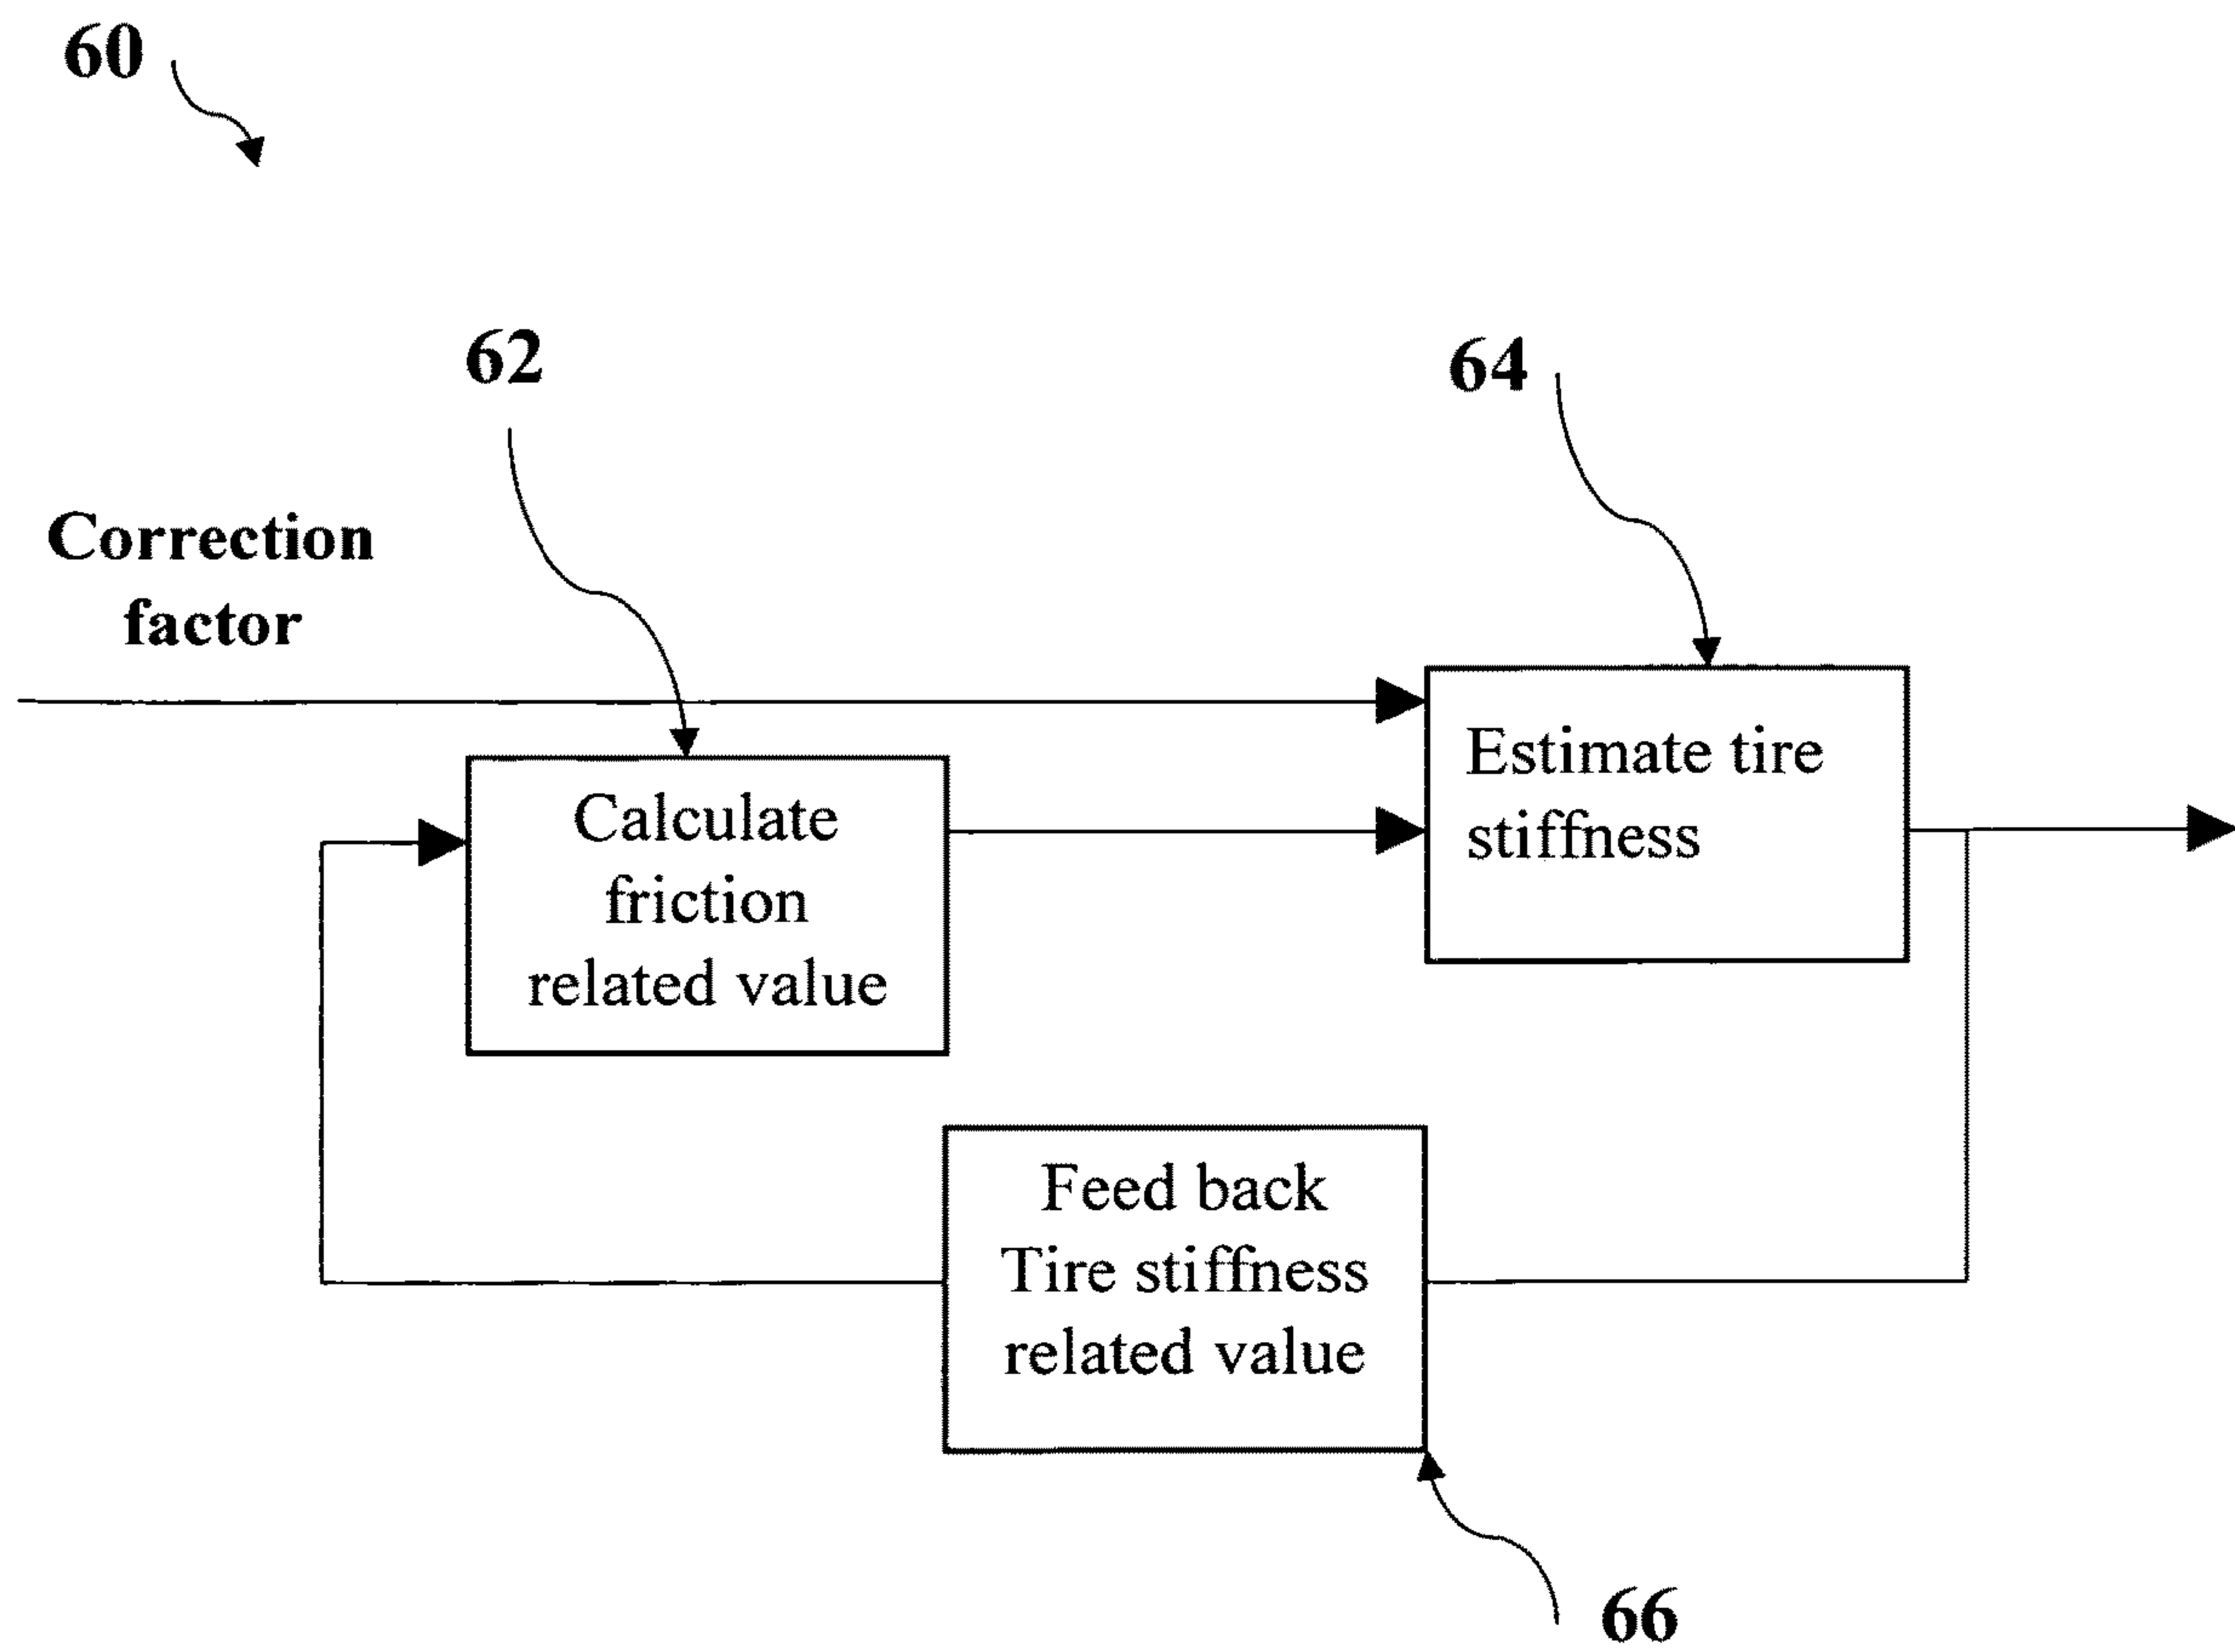 60
62
64
Correction
factor
Estimate tire
stiffness
Calculate
friction
related value
Feed back
Tire stiffness
related value
66